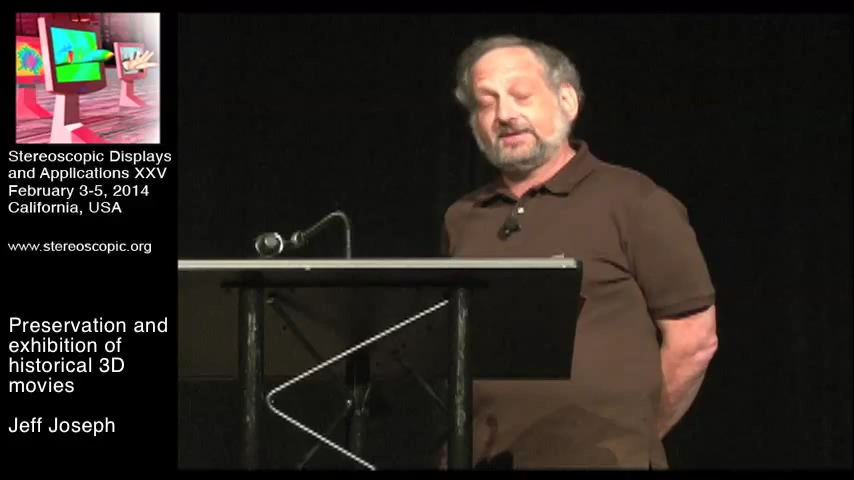 Stereoscopic Displays
and Applications XXV
February 3-5, 2014
California, USA
www.stereoscopic.org
Preservation and
exhibition of
historical 3D
movies
Jeff Joseph